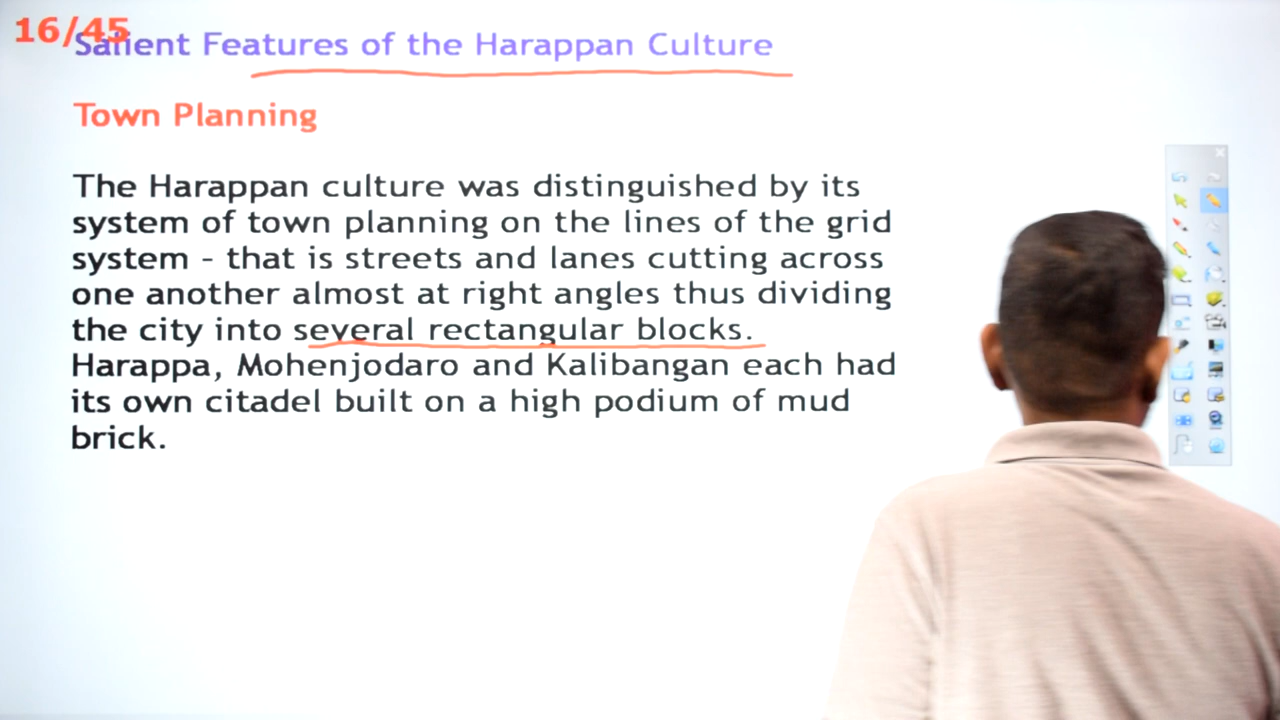 16/45
Salient Features of the Harappan Culture
Town Planning
The Harappan culture was distinguished by its
system of town planning on the lines of the grid
system - that is streets and lanes cutting across
one another almost at right angles thus dividing
the city into several rectangular blocks.
Harappa, Mohenjodaro and Kalibangan each had
its own citadel built on a high podium of mud
brick.